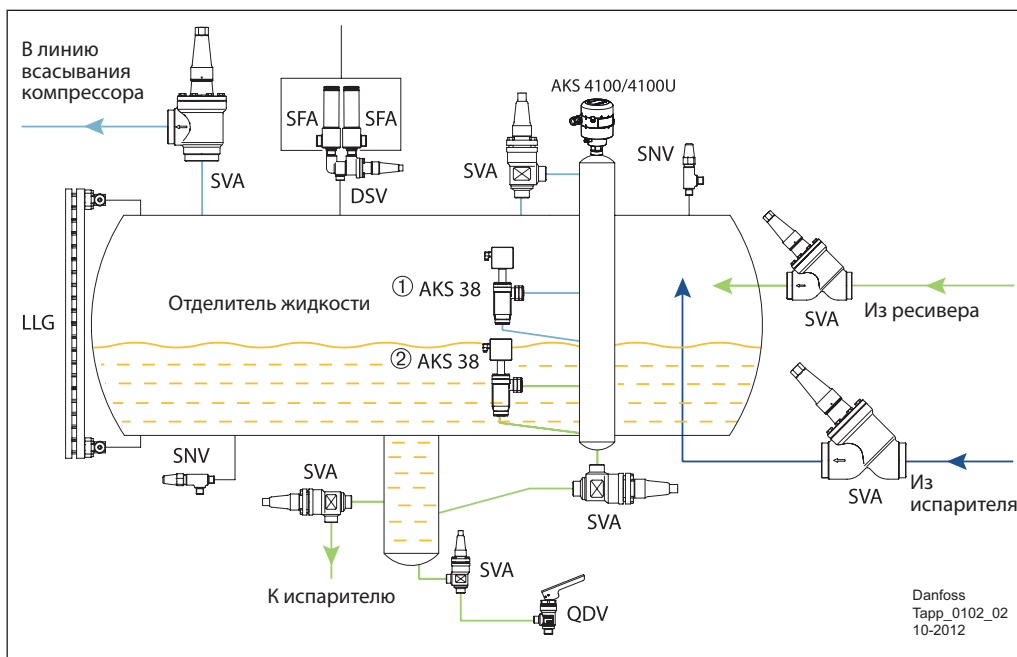 В линию
всасывания
компрессора
SVA
SFA
SFA
DSV
AKS 4100/4100U
SVA
SNV
LLG
Отделитель жидкости
① AKS 38
② AKS 38
SVA
Из ресивера
SVA
Из
испарителя
SNV
SVA
SVA
К испарителю
SVA
QDV
Danfoss
Tapp_0102_02
10-2012